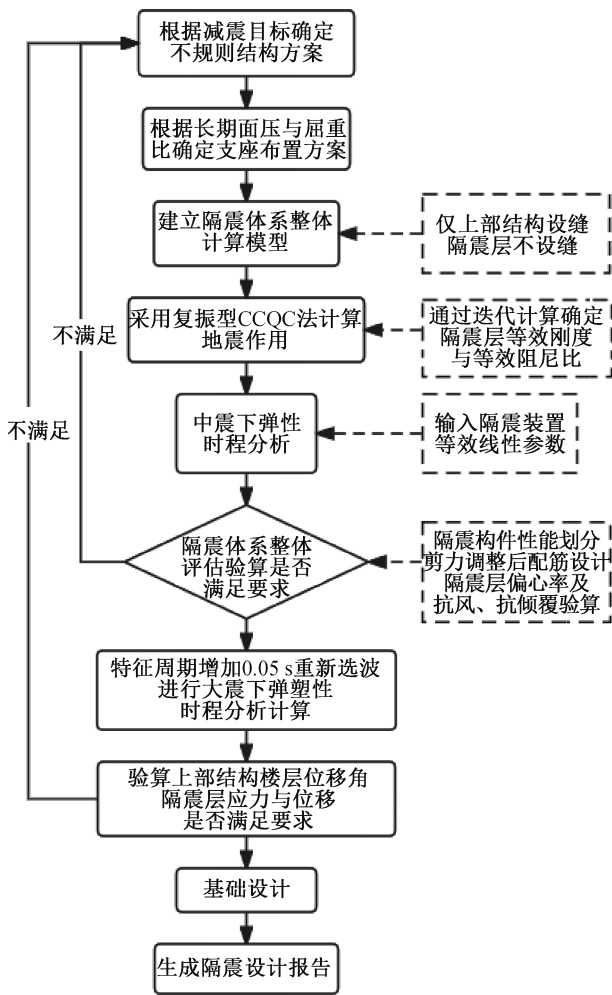 根据减震目标确定
不规则结构方案
根据长期面压与屈重
比确定支座布置方案
建立隔震体系整体
计算模型
仅上部结构设缝
隔震层不设缝
采用复振型CCQC法计算
地震作用
通过迭代计算确定
隔震层等效刚度
与等效阻尼比
不满足
不满足
中震下弹性
时程分析
输入隔震装置
等效线性参数
隔震体系整体
评估验算是否
满足要求
隔震构件性能划分
剪力调整后配筋设计
隔震层偏心率及
抗风、抗倾覆验算
特征周期增加0.05 s重新选波
进行大震下弹塑性
时程分析计算
验算上部结构楼层位移角
隔震层应力与位移
是否满足要求
基础设计
生成隔震设计报告